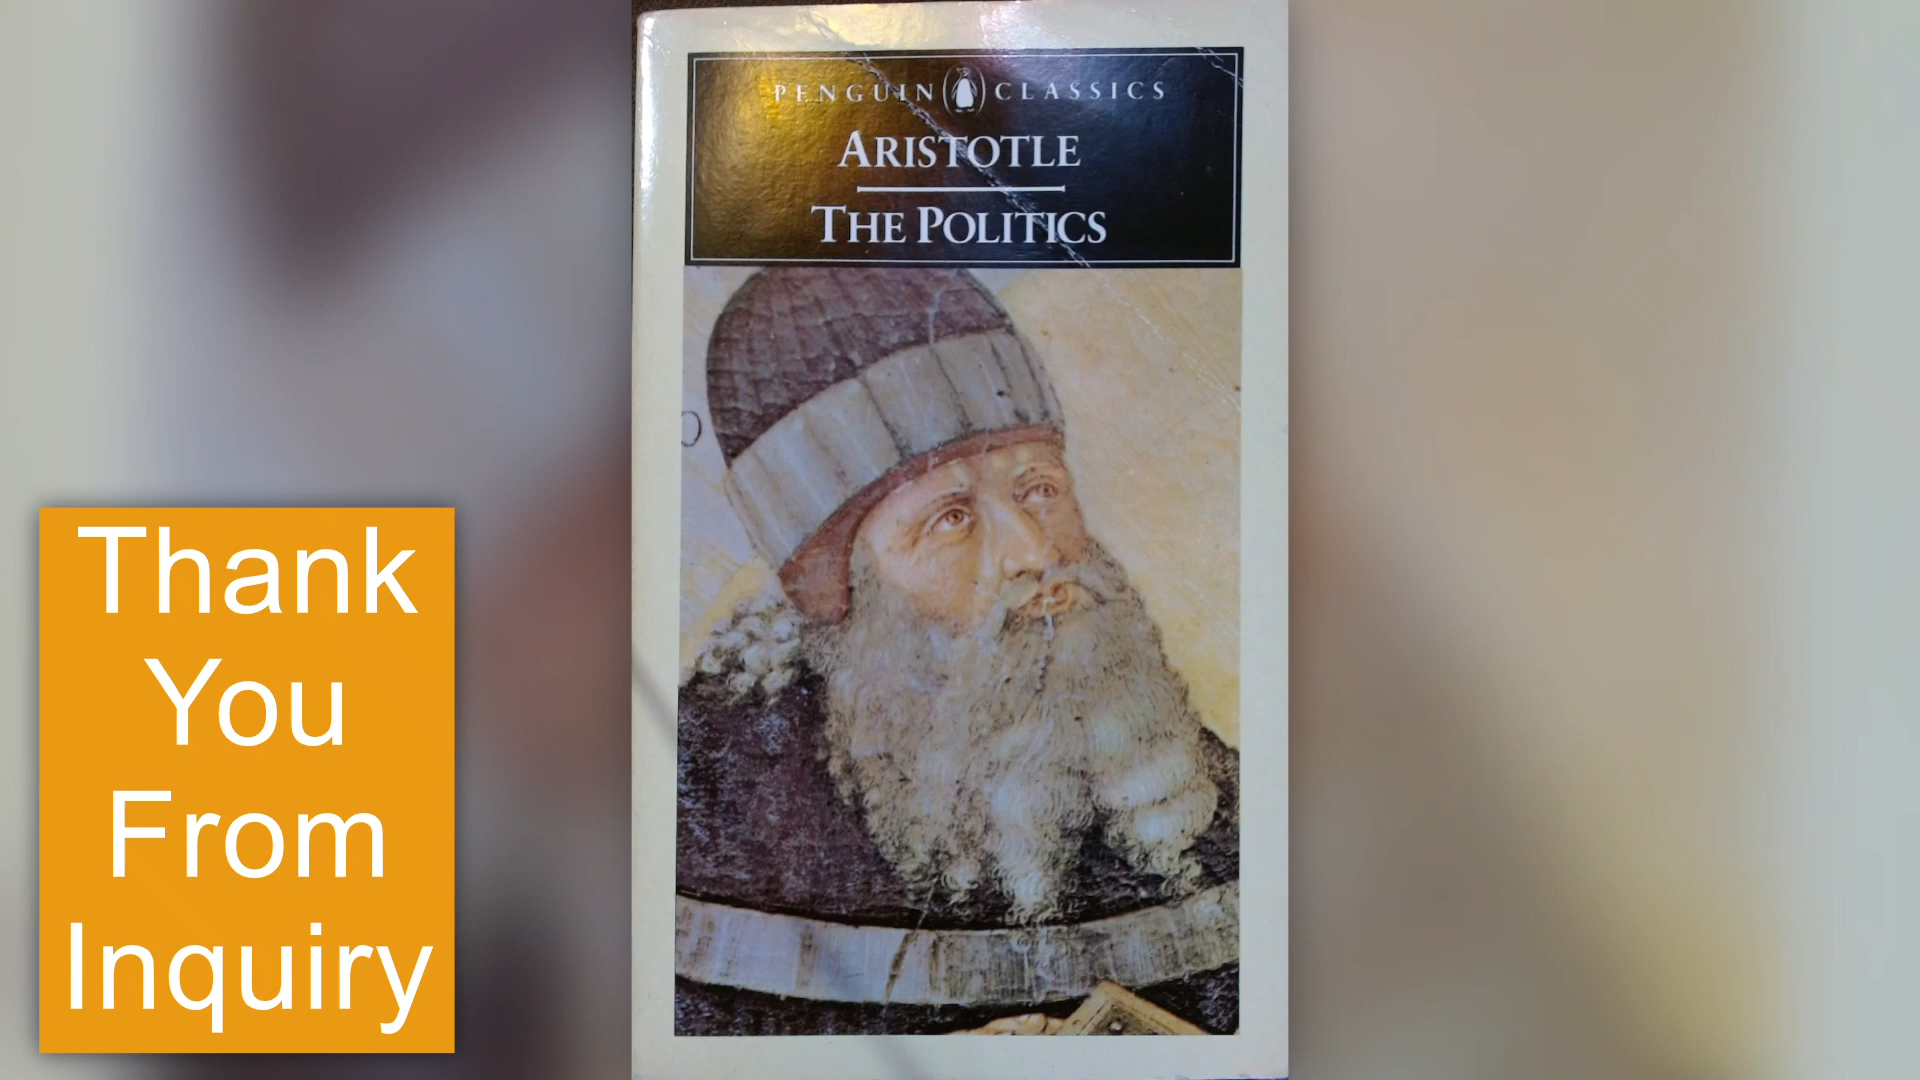 PENGUIN CLASSICS
ARISTOTLE
THE POLITICS
Thank
You
From
Inquiry